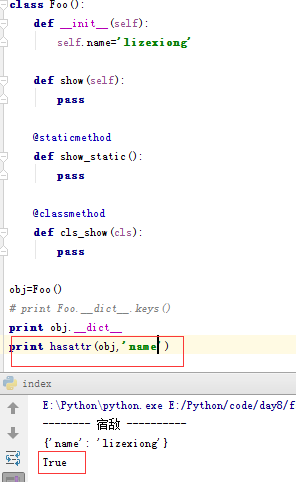 class Foo():
def __init__(self):
self.name='lizexiong'
def show(self):
pass
@staticmethod
def show_static():
pass
@classmethod
def cls_show(cls):
pass
obj=Foo()
# print Foo.__dict__.keys()
print obj.__dict__
print hasattr(obj,'name')
index
E:\Python\python.exe E:/Python/code/day8/f
-------- 宿敌 ----------
{'name': 'lizexiong'}
True